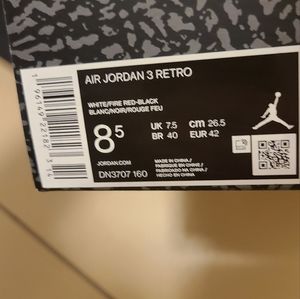 AIR JORDAN 3 RETRO
WHITE/FIRE RED-BLACK
BLANC/NOIR/ROUGE FEU
8.5
UK 7.5 cm 26.5
BR 40 EUR 42
JORDAN.COM
DN3707 160
MADE IN CHINA /
FABRIQUE EN CHINE /
FABRICADO NA CHINA /
HECHO EN CHINA